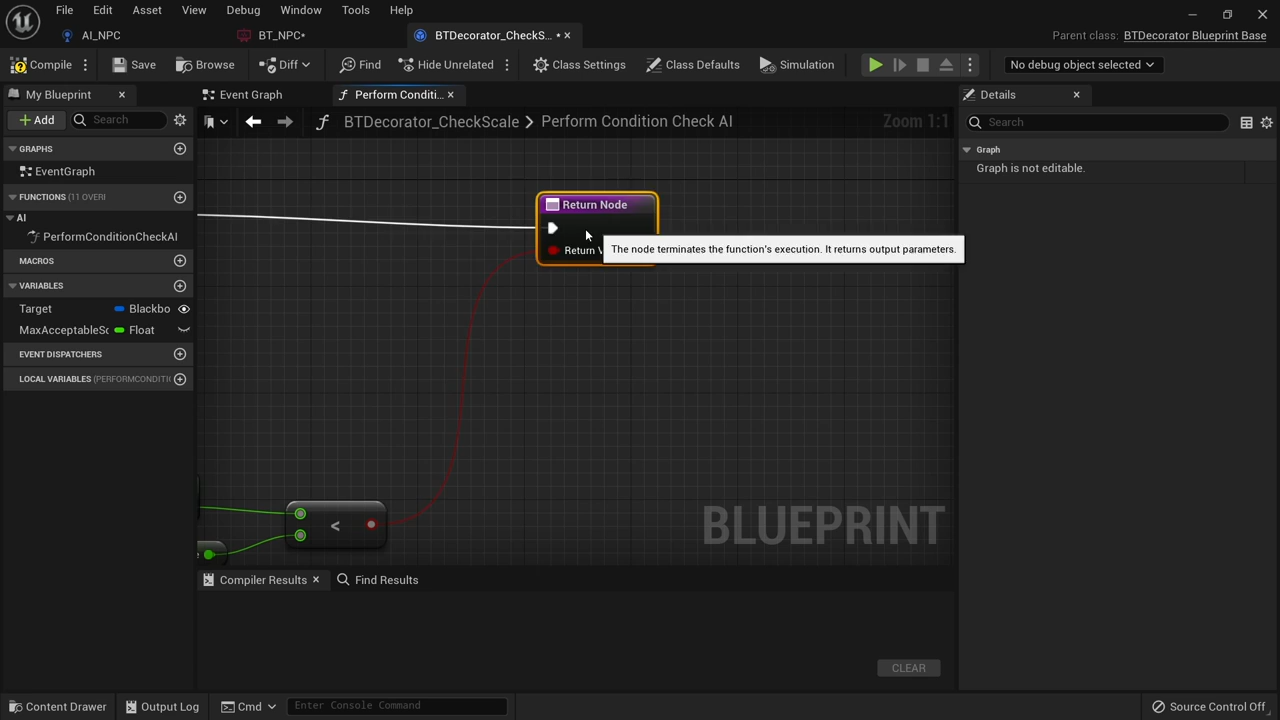 File Edit Asset View Debug Window Tools Help
AI_NPC
BT_NPC*
BTDecorator_CheckS... *
Parent class: BTDecorator Blueprint Base
Compile
Save
Browse
Diff
Find
Hide Unrelated
Class Settings
Class Defaults
Simulation
No debug object selected
My Blueprint
Event Graph
Perform Conditi...
Details
Add
Search
BTDecorator_CheckScale > Perform Condition Check AI
Zoom 1:1
Search
GRAPHS
EventGraph
FUNCTIONS (11 OVERI
AI
PerformConditionCheckAI
MACROS
VARIABLES
Target Blackbo
MaxAcceptableSc Float
EVENT DISPATCHERS
LOCAL VARIABLES (PERFORMCONDITIO
Graph
Graph is not editable.
Return Node
Return V
The node terminates the function's execution. It returns output parameters.
<
BLUEPRINT
Compiler Results
Find Results
CLEAR
Content Drawer
Output Log
Cmd
Enter Console Command
Source Control Off